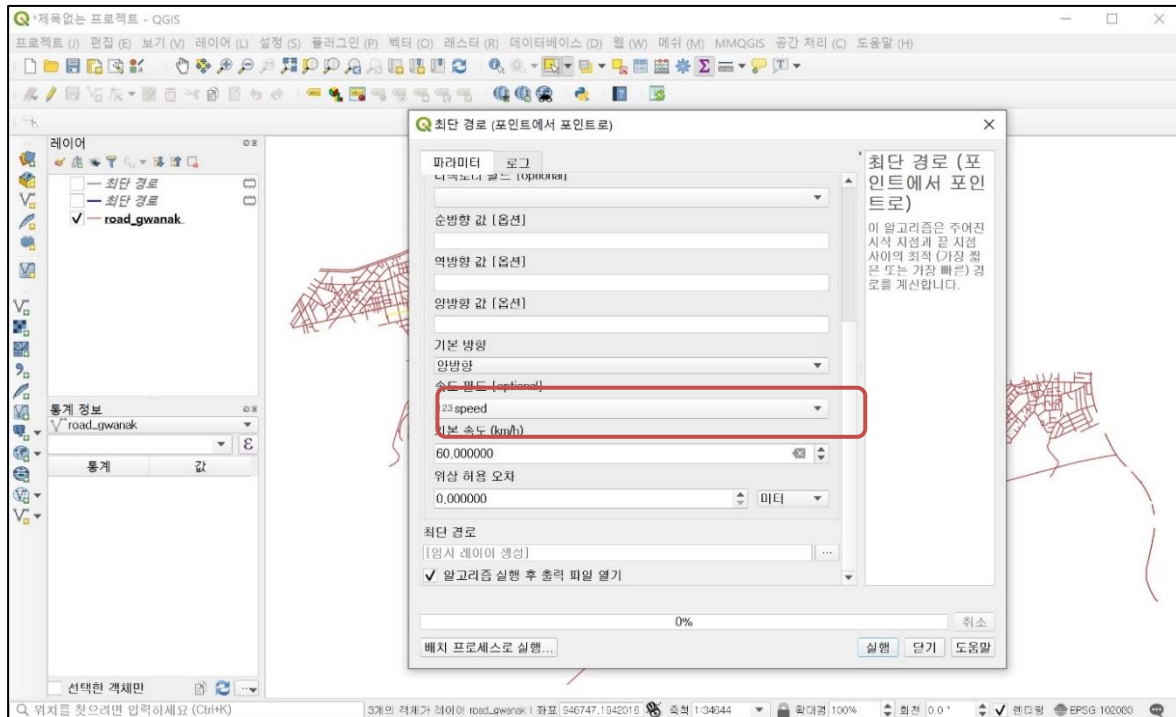 *제목없는 프로젝트 - QGIS
프로젝트 (J) 편집 (E) 보기 (V) 레이어 (L) 설정 (S) 플러그인 (P) 벡터 (O) 래스터 (R) 데이터베이스 (D) 웹 (W) 메쉬 (M) MMQGIS 공간 처리 (C) 도움말 (H)
레이어
최단 경로
최단 경로
road_gwanak
통계 정보
road_gwanak
통계 값
선택한 객체만
최단 경로 (포인트에서 포인트로)
파라미터 로그
[optional]
순방향 값 [옵션]
역방향 값 [옵션]
양방향 값 [옵션]
기본 방향
양방향
속도 필드 [optional]
123 speed
기본 속도 (km/h)
60.000000
위상 허용 오차
0.000000 미터
최단 경로
[임시 레이어 생성]
알고리즘 실행 후 출력 파일 열기
0%
취소
배치 프로세스로 실행...
실행 닫기 도움말
최단 경로 (포
인트에서 포인
트로)
이 알고리즘은 주어진
시작 지점과 끝 지점
사이의 최적 (가장 짧
은 또는 가장 빠른) 경
로를 계산합니다.
위치를 찾으려면 입력하세요 (Ctrl+K)
3개의 객체가 레이어 road_gwanak 좌표 946747,1942016 축척 1:34644 확대경 100% 회전 0.0 ° 렌더링 EPSG:102080